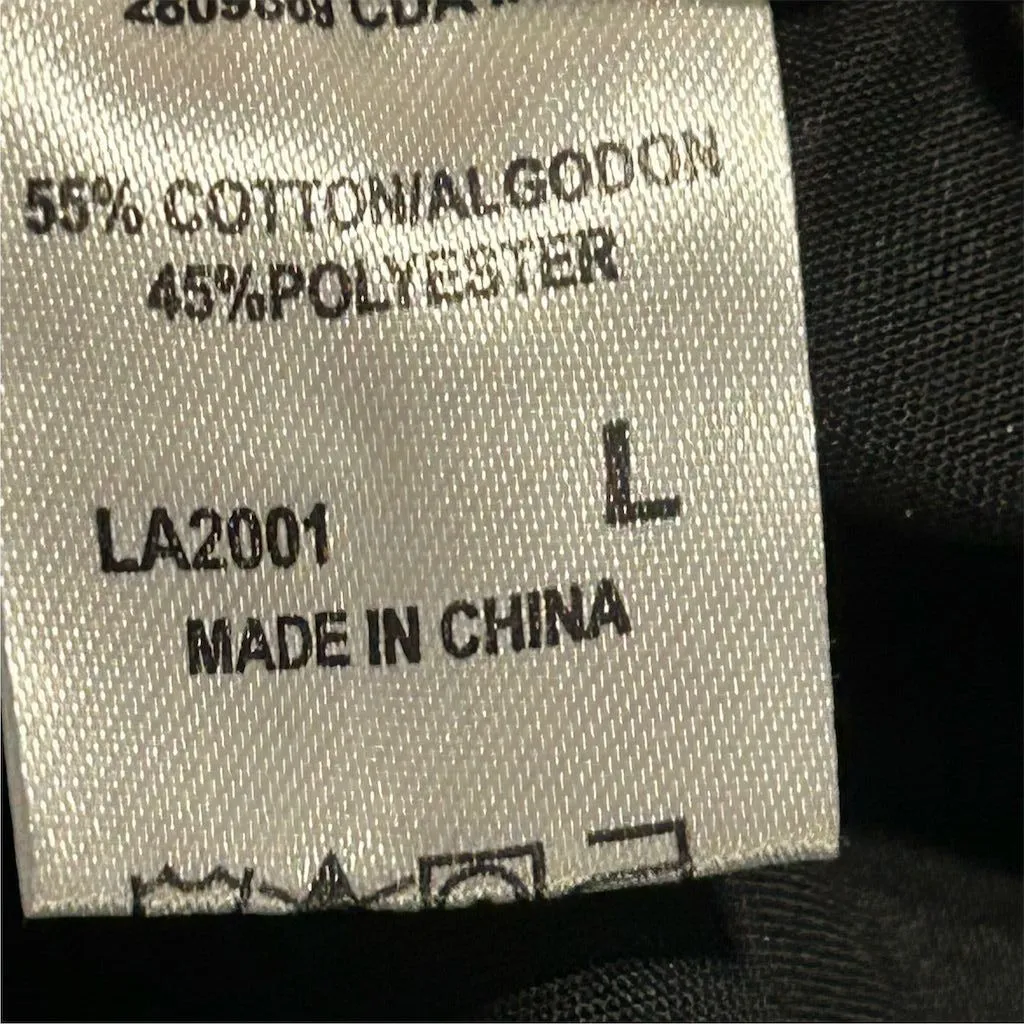 55% COTTON/ALGODON
45%POLYESTER
L
LA2001
MADE IN CHINA